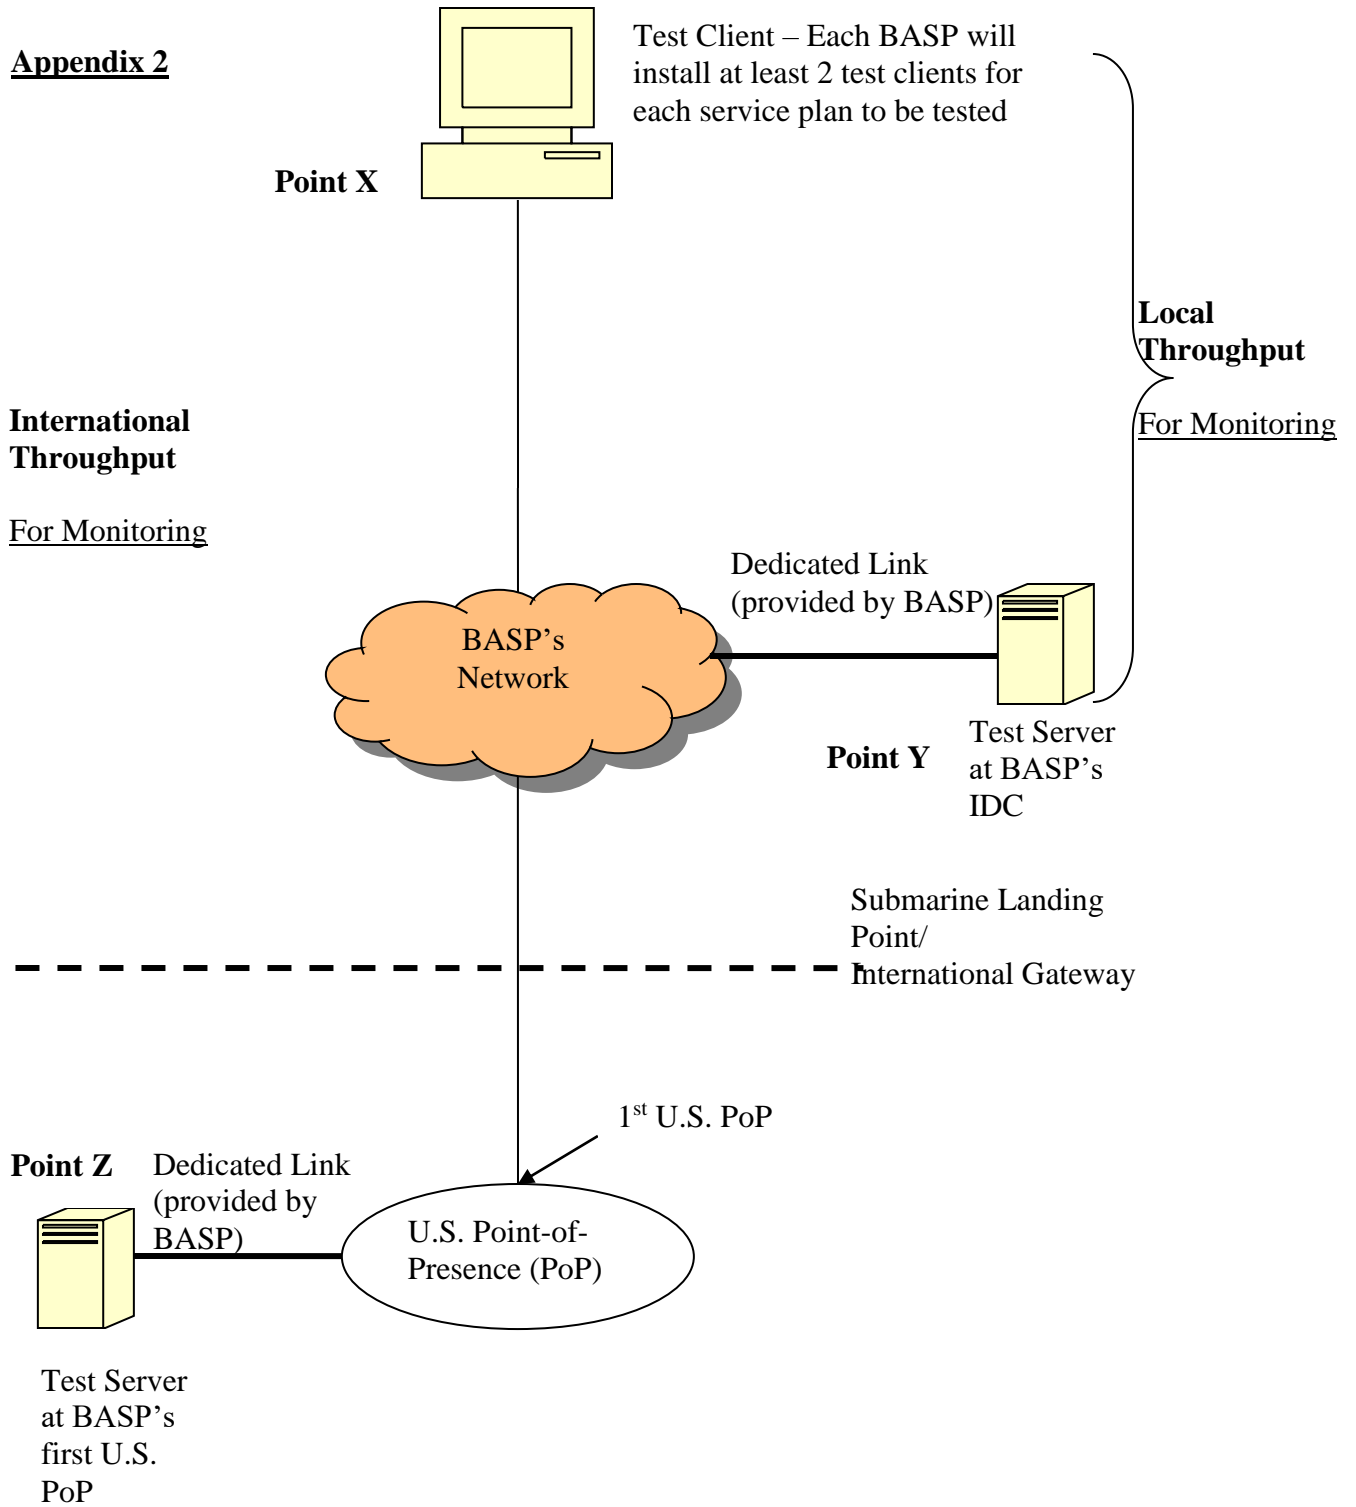 Appendix 2
Test Client – Each BASP will
install at least 2 test clients for
each service plan to be tested
Point X
Local
Throughput
For Monitoring
International
Throughput
For Monitoring
Dedicated Link
(provided by BASP)
BASP’s
Network
Point Y
Test Server
at BASP’s
IDC
Submarine Landing
Point/
International Gateway
1st U.S. PoP
Point Z
Dedicated Link
(provided by
BASP)
U.S. Point-of-
Presence (PoP)
Test Server
at BASP’s
first U.S.
PoP